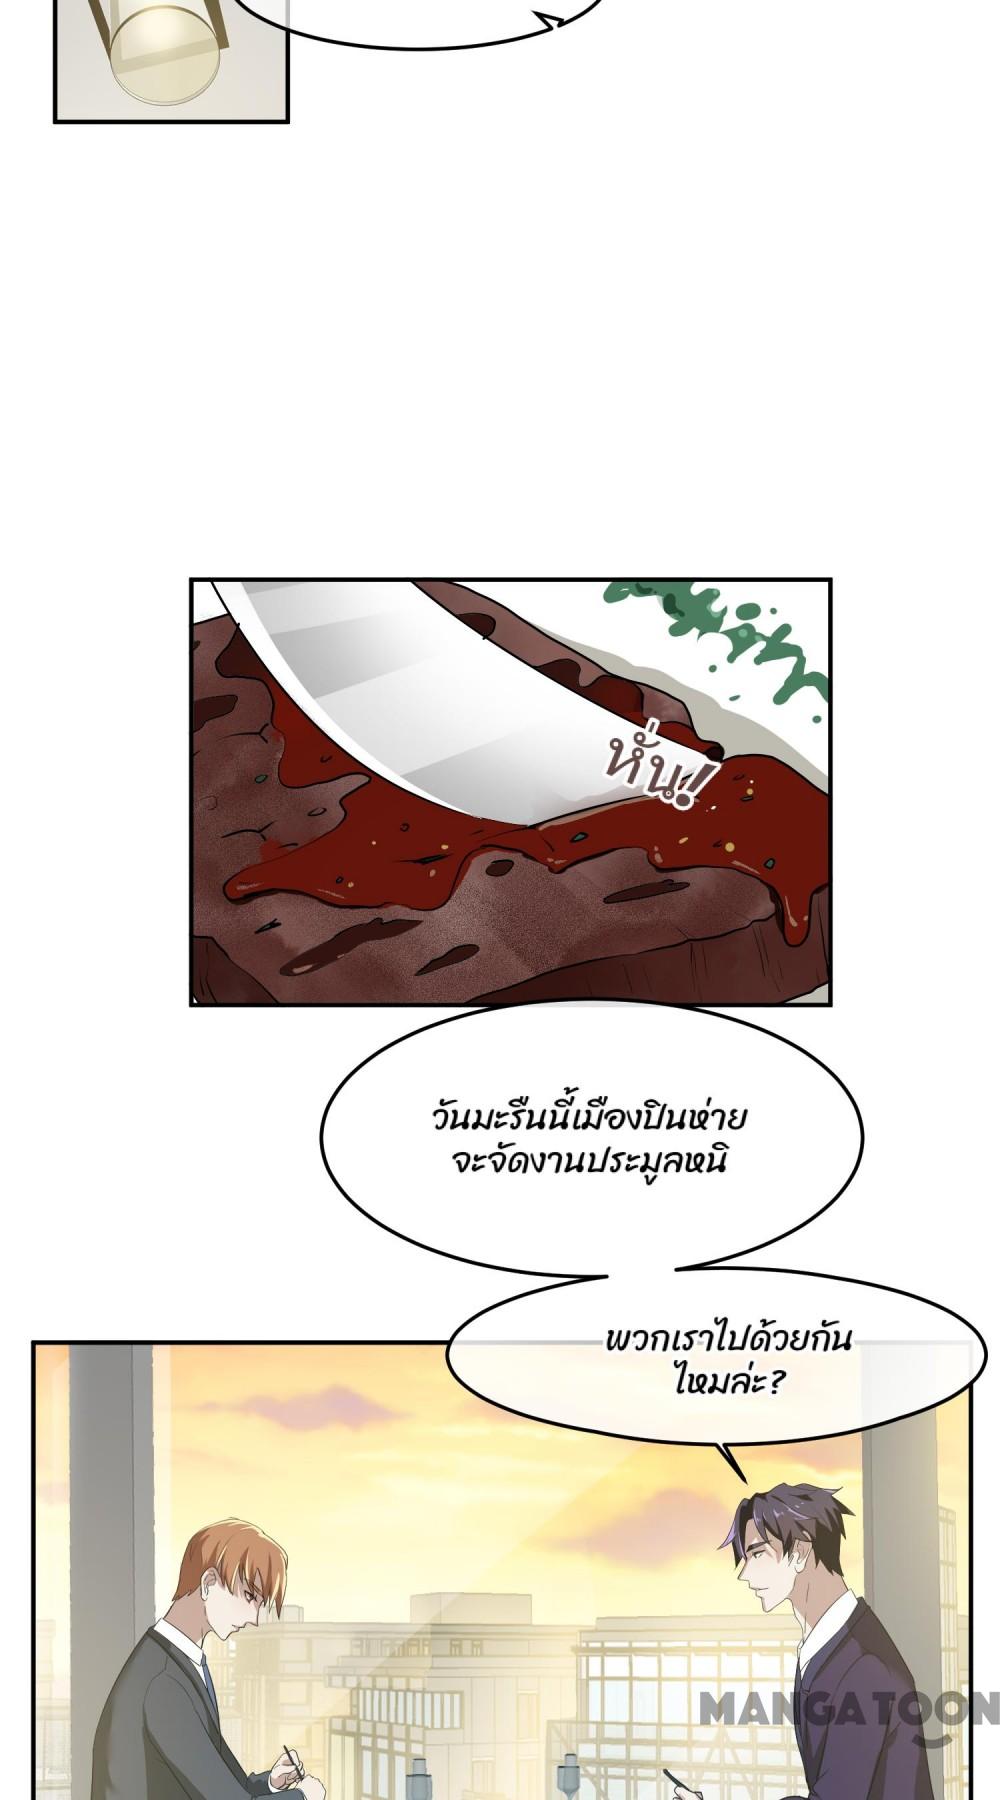 หั่น!
วันมะรืนนี้เมืองปินห่าย
จะจัดงานประมูลหนิ
พวกเราไปด้วยกัน
ไหมล่ะ?
MANGATOON